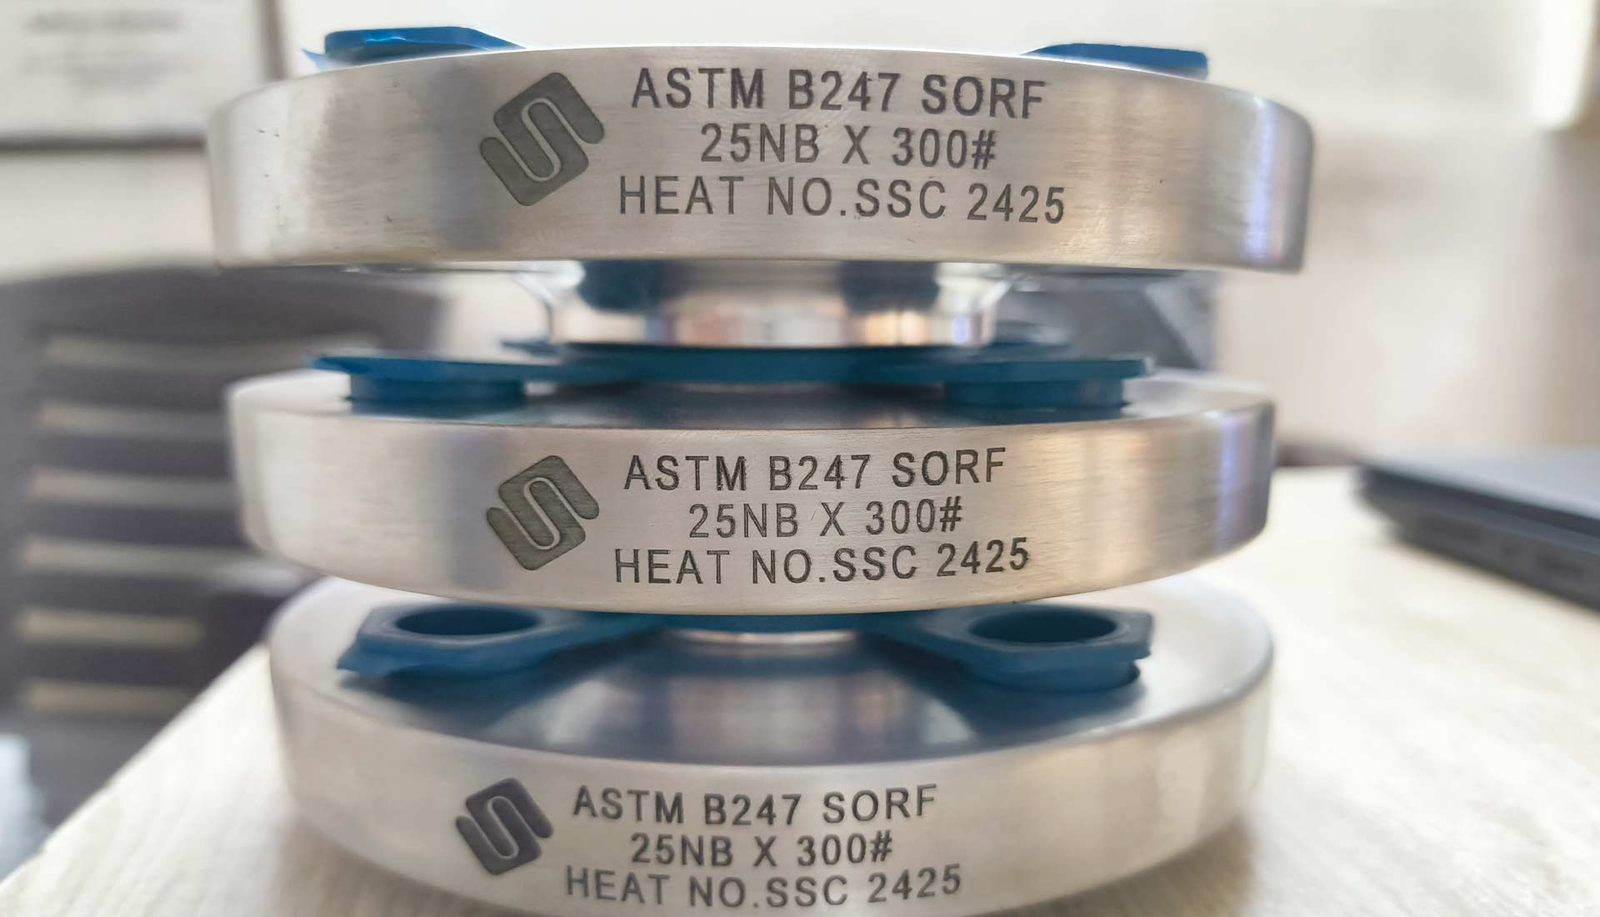 ASTM B247 SORF
25NB X 300#
HEAT NO.SSC 2425
ASTM B247 SORF
25NB X 300#
HEAT NO.SSC 2425
ASTM B247 SORF
25NB X 300#
HEAT NO.SSC 2425